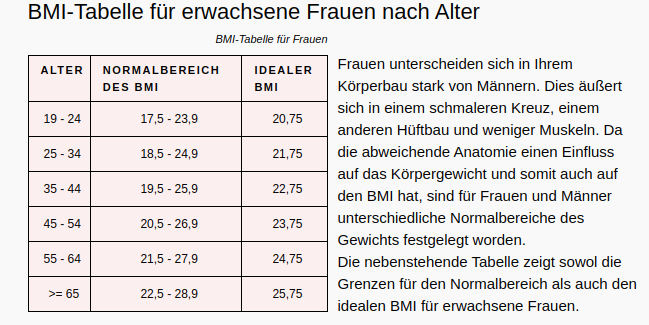 BMI-Tabelle für erwachsene Frauen nach Alter
BMI-Tabelle für Frauen
ALTER NORMALBEREICH DES BMI IDEALER BMI
19 - 24 17,5 - 23,9 20,75
25 - 34 18,5 - 24,9 21,75
35 - 44 19,5 - 25,9 22,75
45 - 54 20,5 - 26,9 23,75
55 - 64 21,5 - 27,9 24,75
>= 65 22,5 - 28,9 25,75
Frauen unterscheiden sich in Ihrem
Körperbau stark von Männern. Dies äußert
sich in einem schmaleren Kreuz, einem
anderen Hüftbau und weniger Muskeln. Da
die abweichende Anatomie einen Einfluss
auf das Körpergewicht und somit auch auf
den BMI hat, sind für Frauen und Männer
unterschiedliche Normalbereiche des
Gewichts festgelegt worden.
Die nebenstehende Tabelle zeigt sowol die
Grenzen für den Normalbereich als auch den
idealen BMI für erwachsene Frauen.